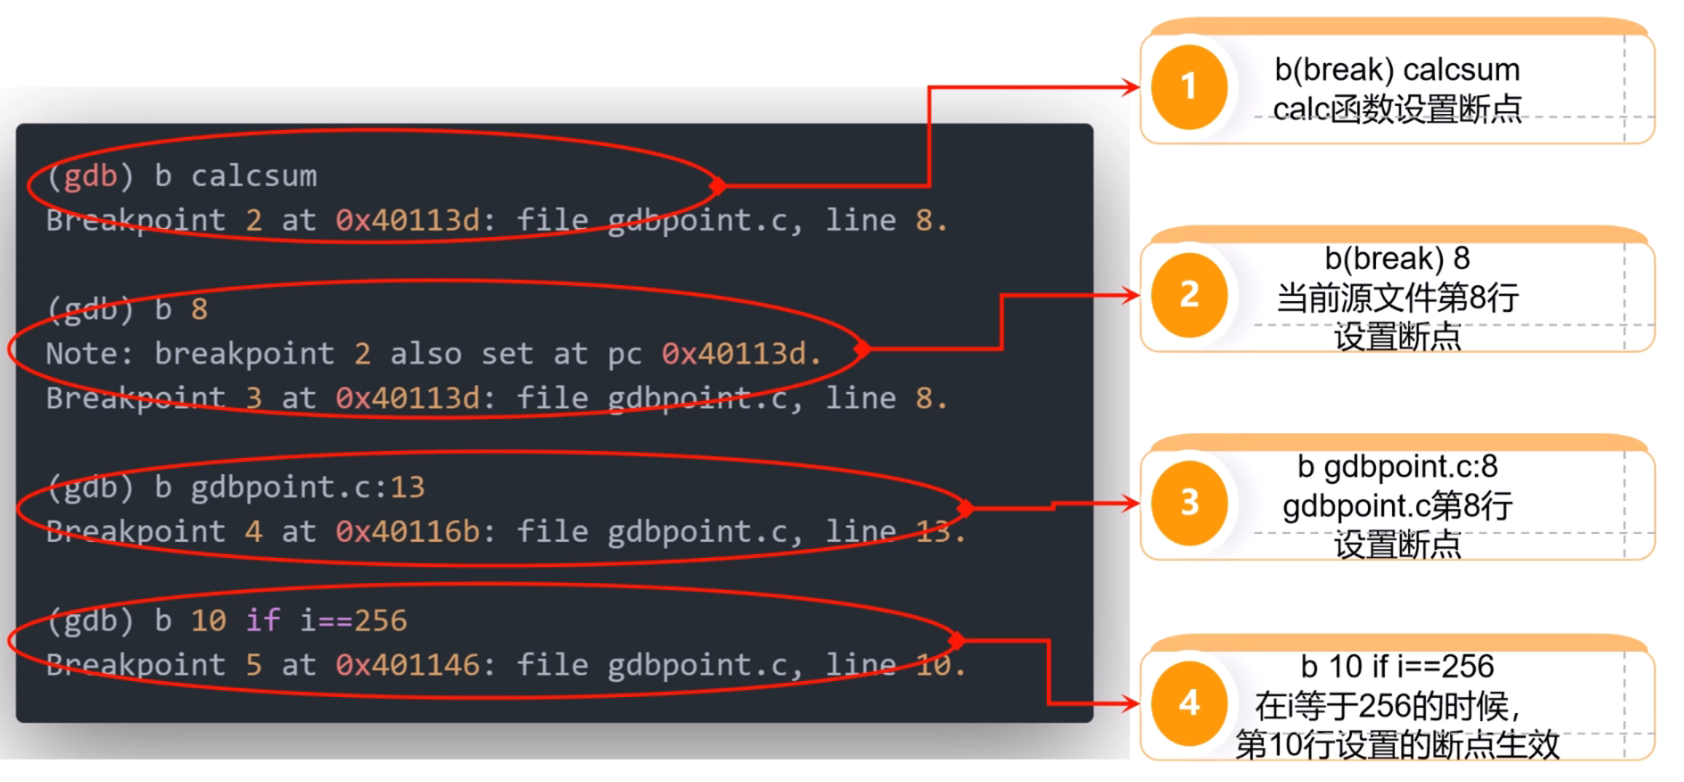 (gdb) b calcsum
Breakpoint 2 at 0x40113d: file gdbpoint.c, line 8.
(gdb) b 8
Note: breakpoint 2 also set at pc 0x40113d.
Breakpoint 3 at 0x40113d: file gdbpoint.c, line 8.
(gdb) b gdbpoint.c:13
Breakpoint 4 at 0x40116b: file gdbpoint.c, line 13.
(gdb) b 10 if i==256
Breakpoint 5 at 0x401146: file gdbpoint.c, line 10.
1
b(break) calcsum
calc函数设置断点
2
b(break) 8
当前源文件第8行
设置断点
3
b gdbpoint.c:8
gdbpoint.c第8行
设置断点
4
b 10 if i==256
在i等于256的时候，
第10行设置的断点生效